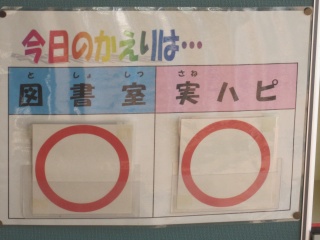 今日のかえりは…
としょしつ さね
図書室 実ハピ